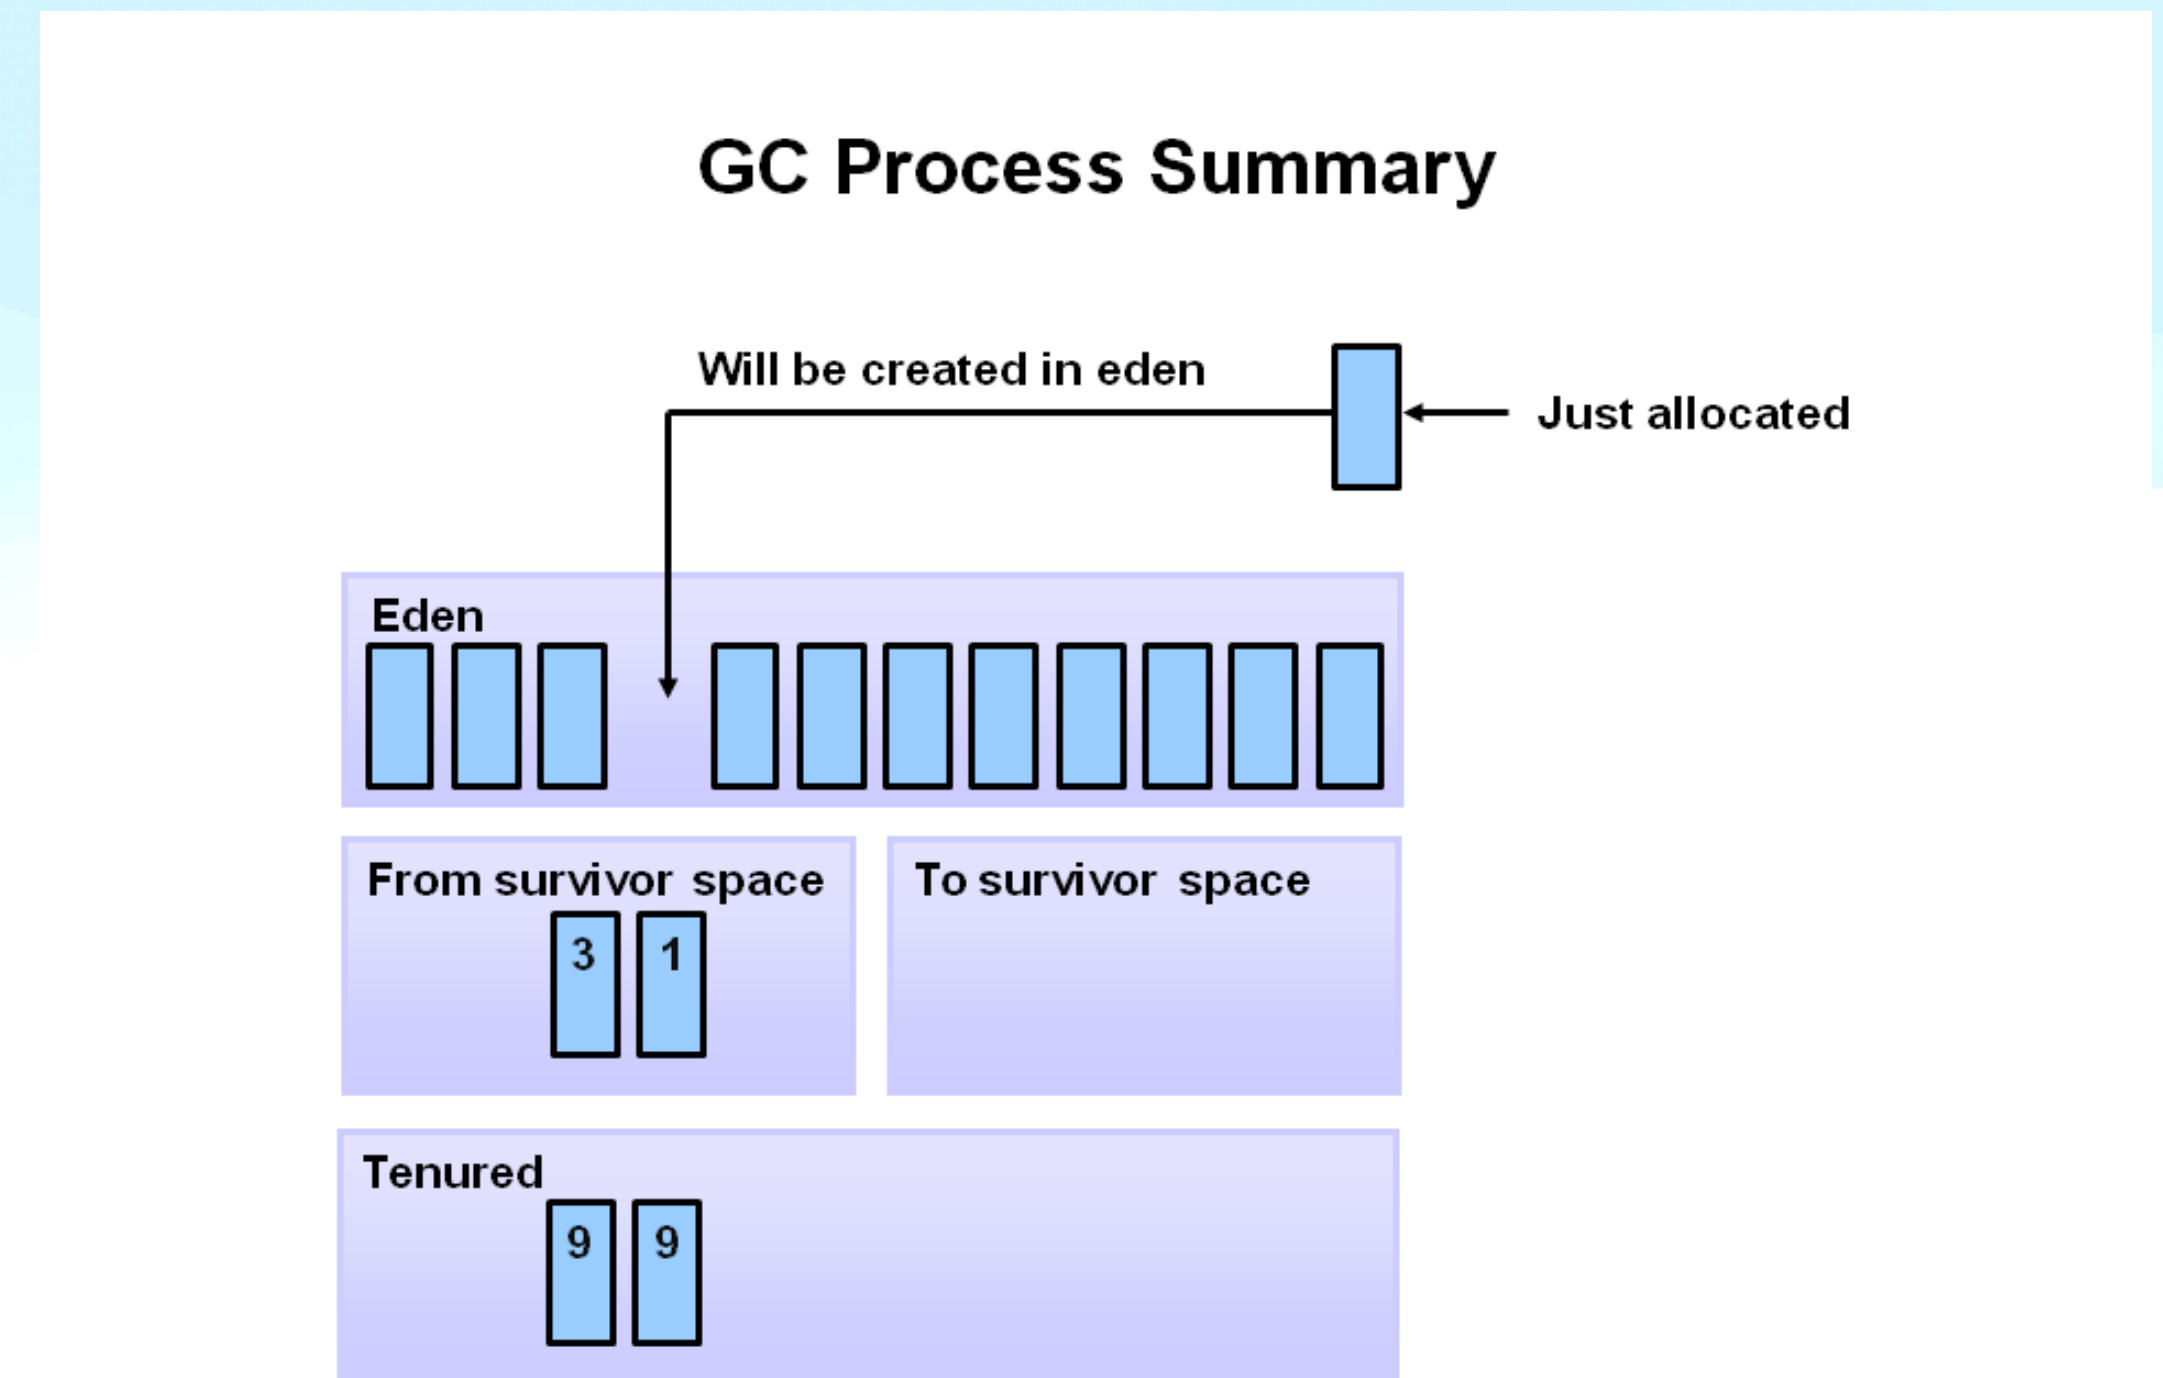 GC Process Summary
Will be created in eden
Just allocated
Eden
From survivor space
To survivor space
3 1
Tenured
9 9